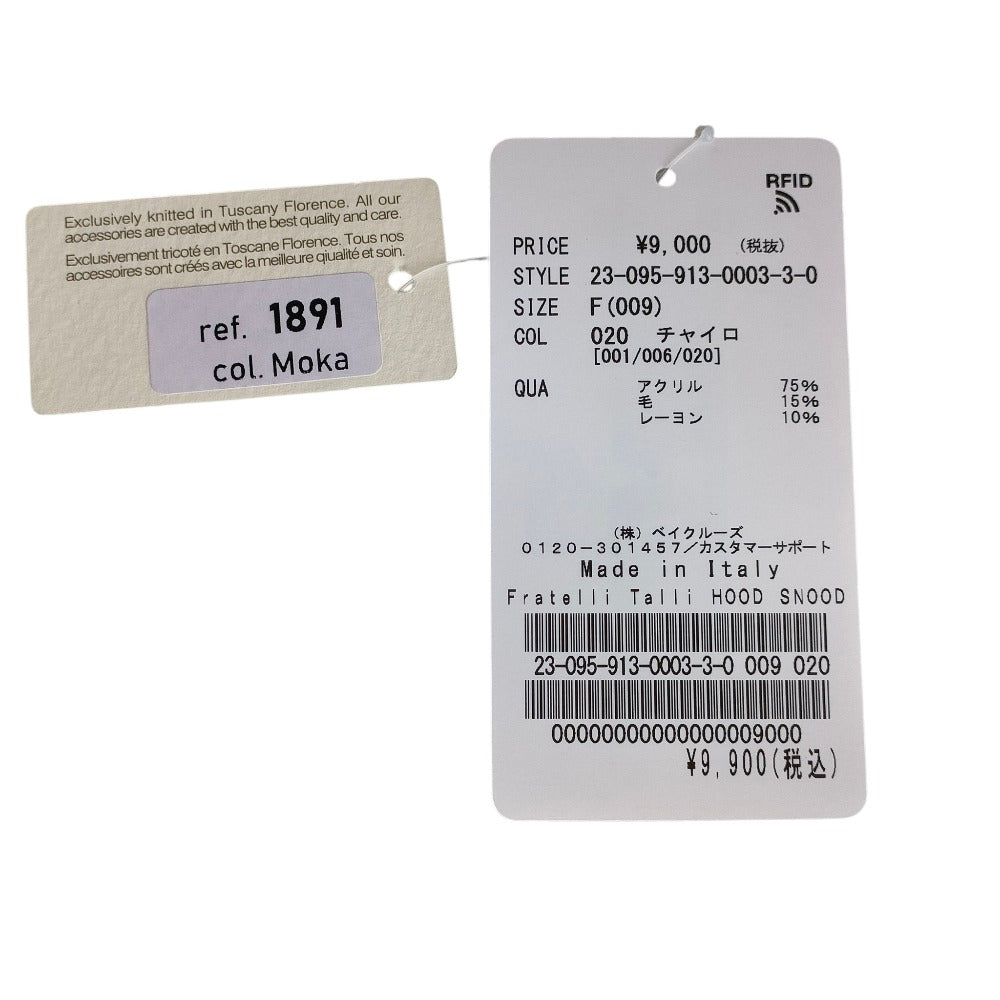 Exclusively knitted in Tuscany Florence. All our
accessories are created with the best quality and care.
Exclusivement tricoté en Toscane Florence. Tous nos
accessoires sont créés avec la meilleure qiualité et soin.
ref. 1891
col. Moka
RFID
PRICE ¥9,000 (税抜)
STYLE 23-095-913-0003-3-0
SIZE F(009)
COL 020 チャイロ
[001/006/020]
QUA アクリル 75%
毛 15%
レーヨン 10%
(株) ベイクルーズ
0120-301457/カスタマーサポート
Made in Italy
Fratelli Talli HOOD SNOOD
23-095-913-0003-3-0 009 020
00000000000000009000
¥9,900(税込)